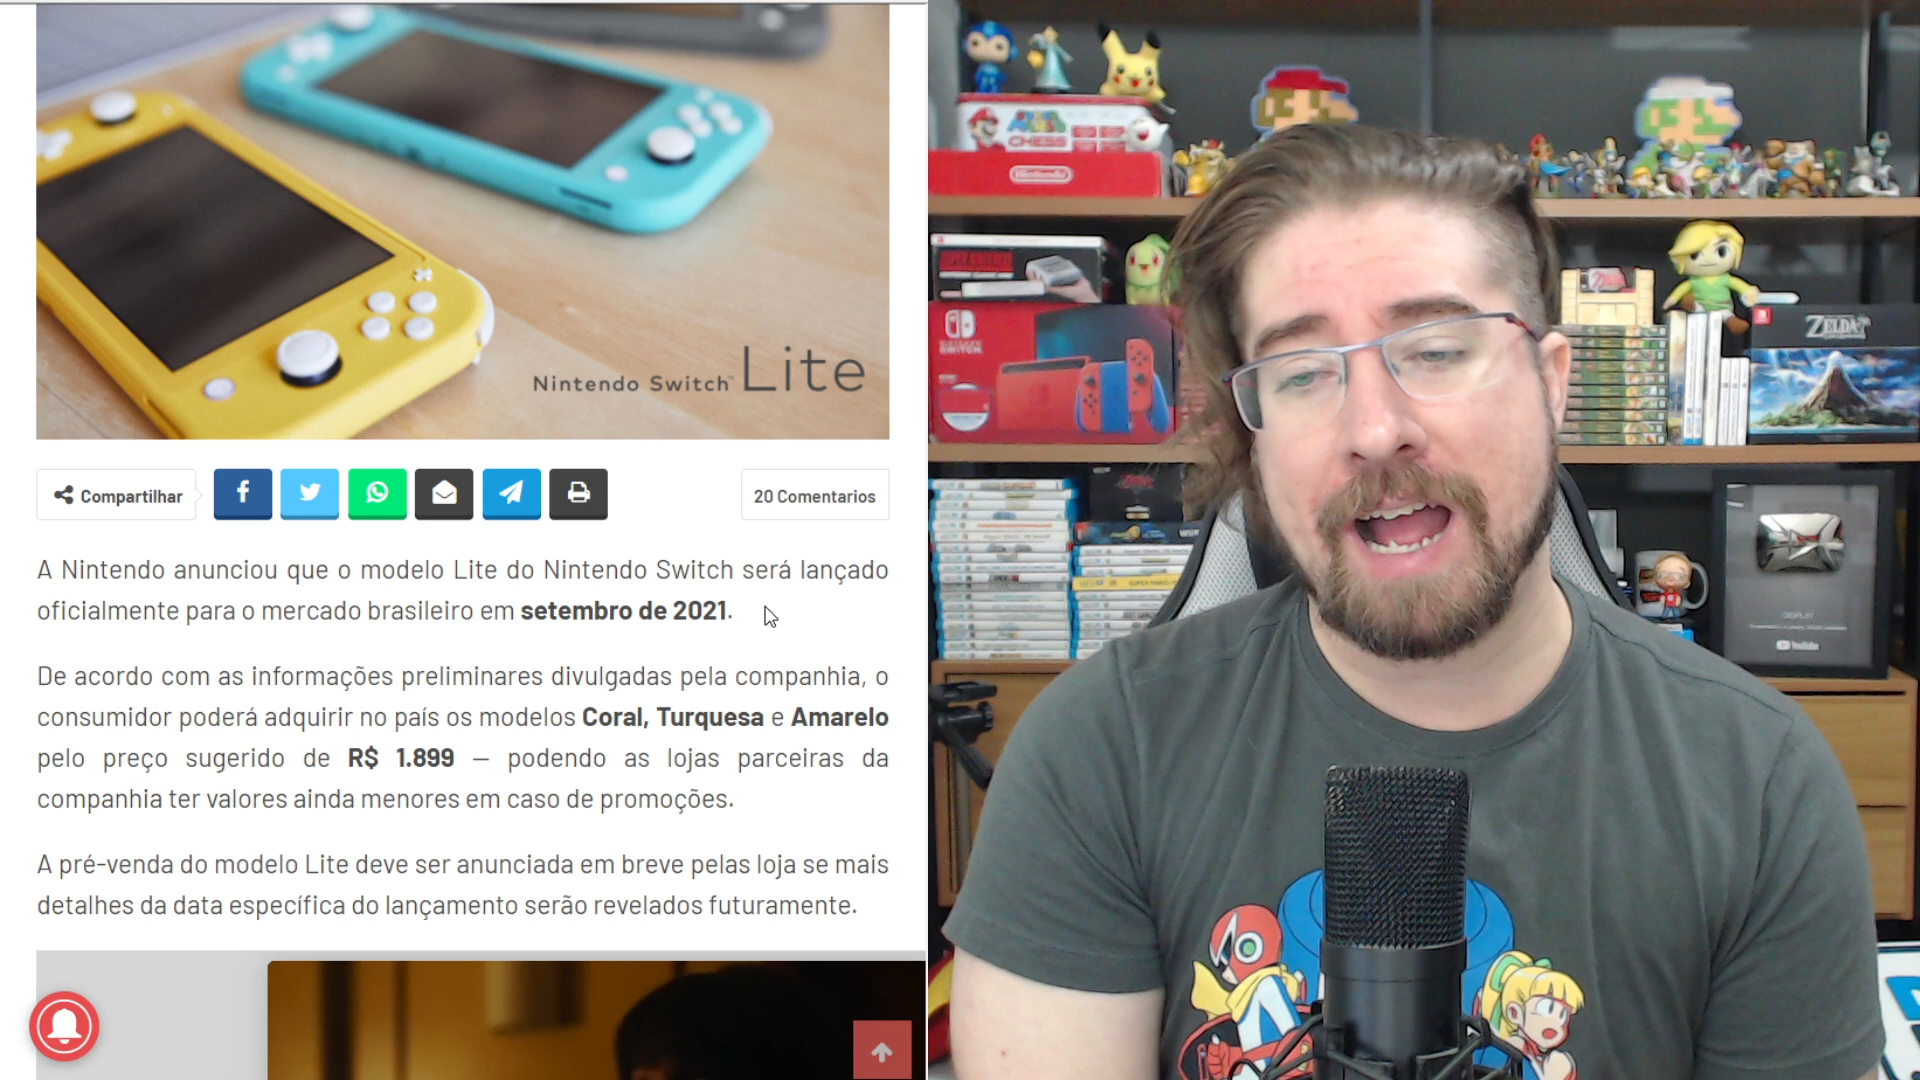 Nintendo Switch Lite
Compartilhar
20 Comentarios
A Nintendo anunciou que o modelo Lite do Nintendo Switch será lançado
oficialmente para o mercado brasileiro em setembro de 2021.
De acordo com as informações preliminares divulgadas pela companhia, o
consumidor poderá adquirir no país os modelos Coral, Turquesa e Amarelo
pelo preço sugerido de R$ 1.899 — podendo as lojas parceiras da
companhia ter valores ainda menores em caso de promoções.
A pré-venda do modelo Lite deve ser anunciada em breve pelas loja se mais
detalhes da data específica do lançamento serão revelados futuramente.
CHESS
Nintendo
ZELDA
YouTube